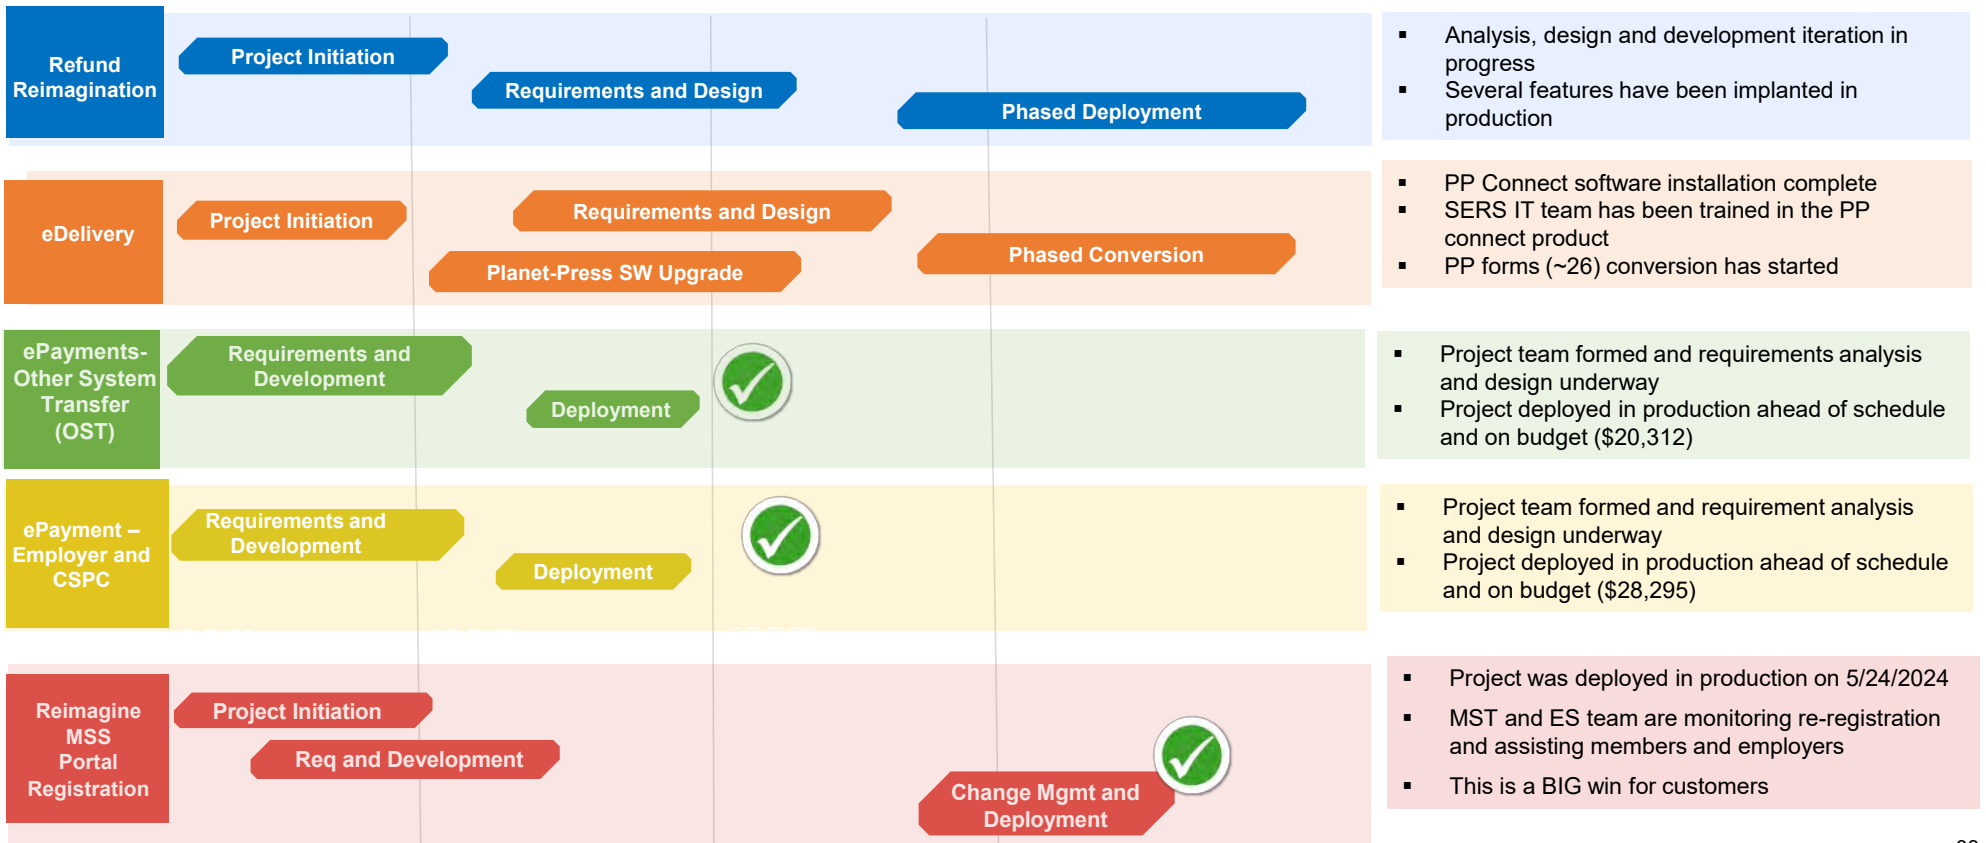 Refund
Reimagination
Project Initiation
Requirements and Design
Phased Deployment
▪ Analysis, design and development iteration in
progress
▪ Several features have been implanted in
production
eDelivery
Project Initiation
Requirements and Design
Planet-Press SW Upgrade
Phased Conversion
▪ PP Connect software installation complete
▪ SERS IT team has been trained in the PP
connect product
▪ PP forms (~26) conversion has started
ePayments-
Other System
Transfer
(OST)
Requirements and
Development
Deployment
▪ Project team formed and requirements analysis
and design underway
▪ Project deployed in production ahead of schedule
and on budget ($20,312)
ePayment –
Employer and
CSPC
Requirements and
Development
Deployment
▪ Project team formed and requirement analysis
and design underway
▪ Project deployed in production ahead of schedule
and on budget ($28,295)
Reimagine
MSS
Portal
Registration
Project Initiation
Req and Development
Change Mgmt and
Deployment
▪ Project was deployed in production on 5/24/2024
▪ MST and ES team are monitoring re-registration
and assisting members and employers
▪ This is a BIG win for customers